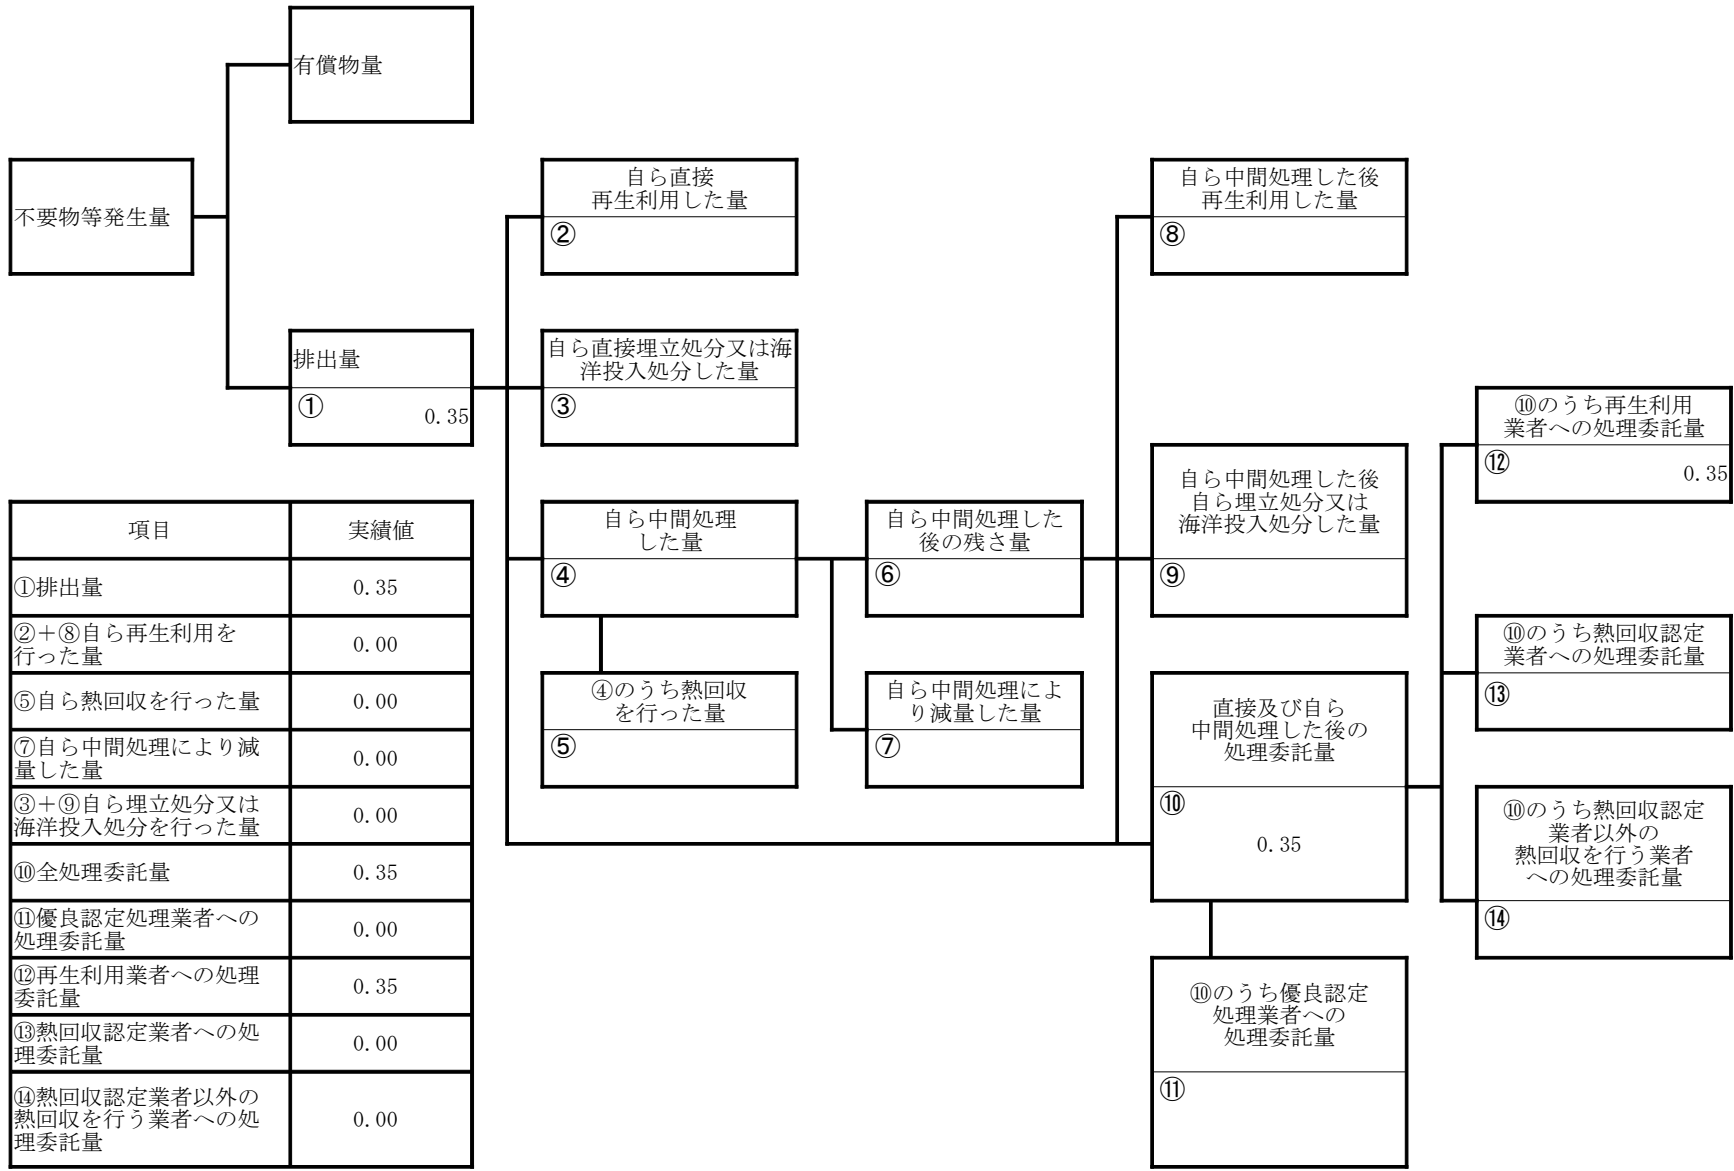 有償物量
不要物等発生量
自ら直接
再生利用した量
②
自ら中間処理した後
再生利用した量
⑧
排出量
①
0.35
自ら直接埋立処分又は海
洋投入処分した量
③
⑩のうち再生利用
業者への処理委託量
⑫
0.35
自ら中間処理
した量
④
自ら中間処理した
後の残さ量
⑥
自ら中間処理した後
自ら埋立処分又は
海洋投入処分した量
⑨
⑩のうち熱回収認定
業者への処理委託量
⑬
④のうち熱回収
を行った量
⑤
自ら中間処理によ
り減量した量
⑦
直接及び自ら
中間処理した後の
処理委託量
⑩
0.35
⑩のうち熱回収認定
業者以外の
熱回収を行う業者
への処理委託量
⑭
⑩のうち優良認定
処理業者への
処理委託量
⑪
項目 実績値
①排出量 0.35
②+⑧自ら再生利用を
行った量 0.00
⑤自ら熱回収を行った量 0.00
⑦自ら中間処理により減
量した量 0.00
③+⑨自ら埋立処分又は
海洋投入処分を行った量 0.00
⑩全処理委託量 0.35
⑪優良認定処理業者への
処理委託量 0.00
⑫再生利用業者への処理
委託量 0.35
⑬熱回収認定業者への処
理委託量 0.00
⑭熱回収認定業者以外の
熱回収を行う業者への処
理委託量 0.00